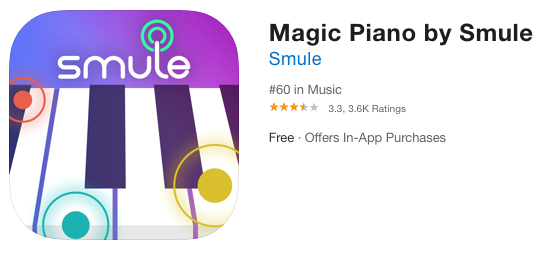 smule
Magic Piano by Smule
Smule
#60 in Music
3.3, 3.6K Ratings
Free · Offers In-App Purchases